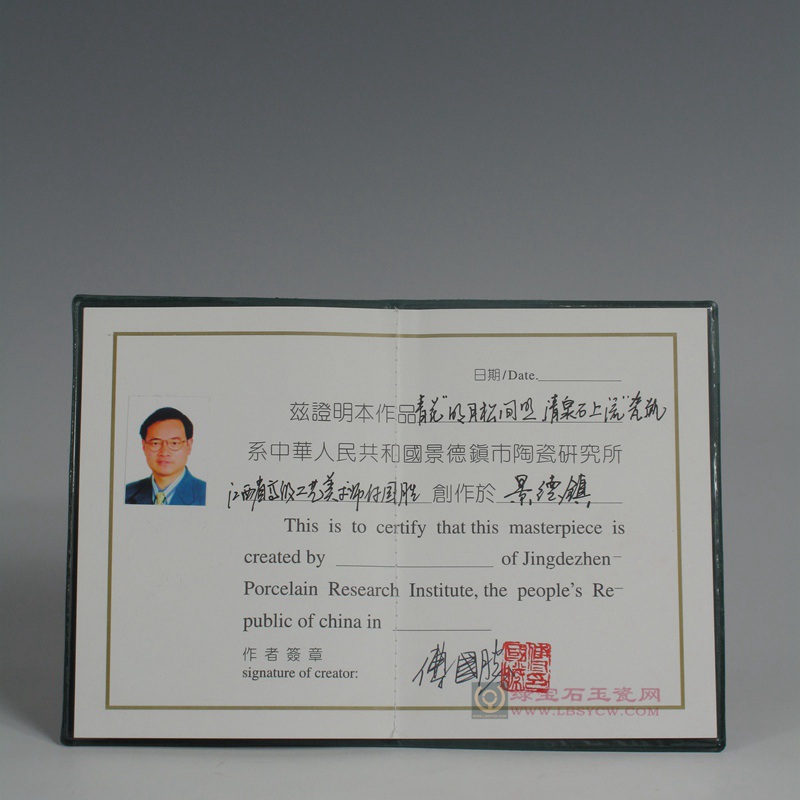 日期/Date.
茲證明本作品青花"明月松间照 清泉石上流"瓷瓶
系中華人民共和國景德鎮市陶瓷研究所
江西省高级工艺美术师付国胜 創作於 景德鎮
This is to certify that this masterpiece is
created by of Jingdezhen-
Porcelain Research Institute, the people's Re-
public of china in
作者簽章
signature of creator:
傅國勝
绿宝石玉瓷网
WWW.LBSYCW.COM